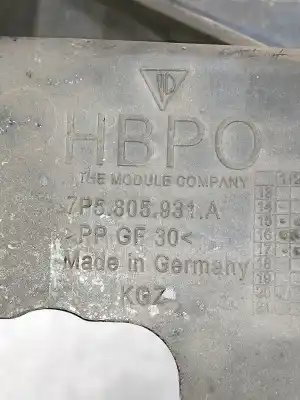 HBPO
THE MODULE COMPANY
7P5.805.931.A
>PP GF 30<
Made in Germany
KGZ